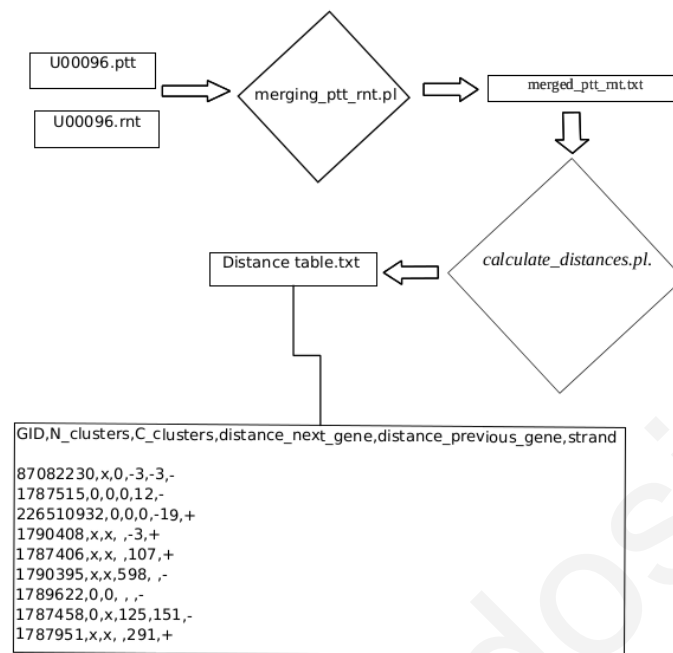 U00096.ptt
U00096.rnt
merging_ptt_rnt.pl
merged_ptt_rnt.txt
calculate_distances.pl.
Distance table.txt
GID,N_clusters,C_clusters,distance_next_gene,distance_previous_gene,strand
87082230,x,0,-3,-3,-
1787515,0,0,0,12,-
226510932,0,0,0,-19,+
1790408,x,x, ,-3,+
1787406,x,x, ,107,+
1790395,x,x,598, ,-
1789622,0,0, , ,-
1787458,0,x,125,151,-
1787951,x,x, ,291,+